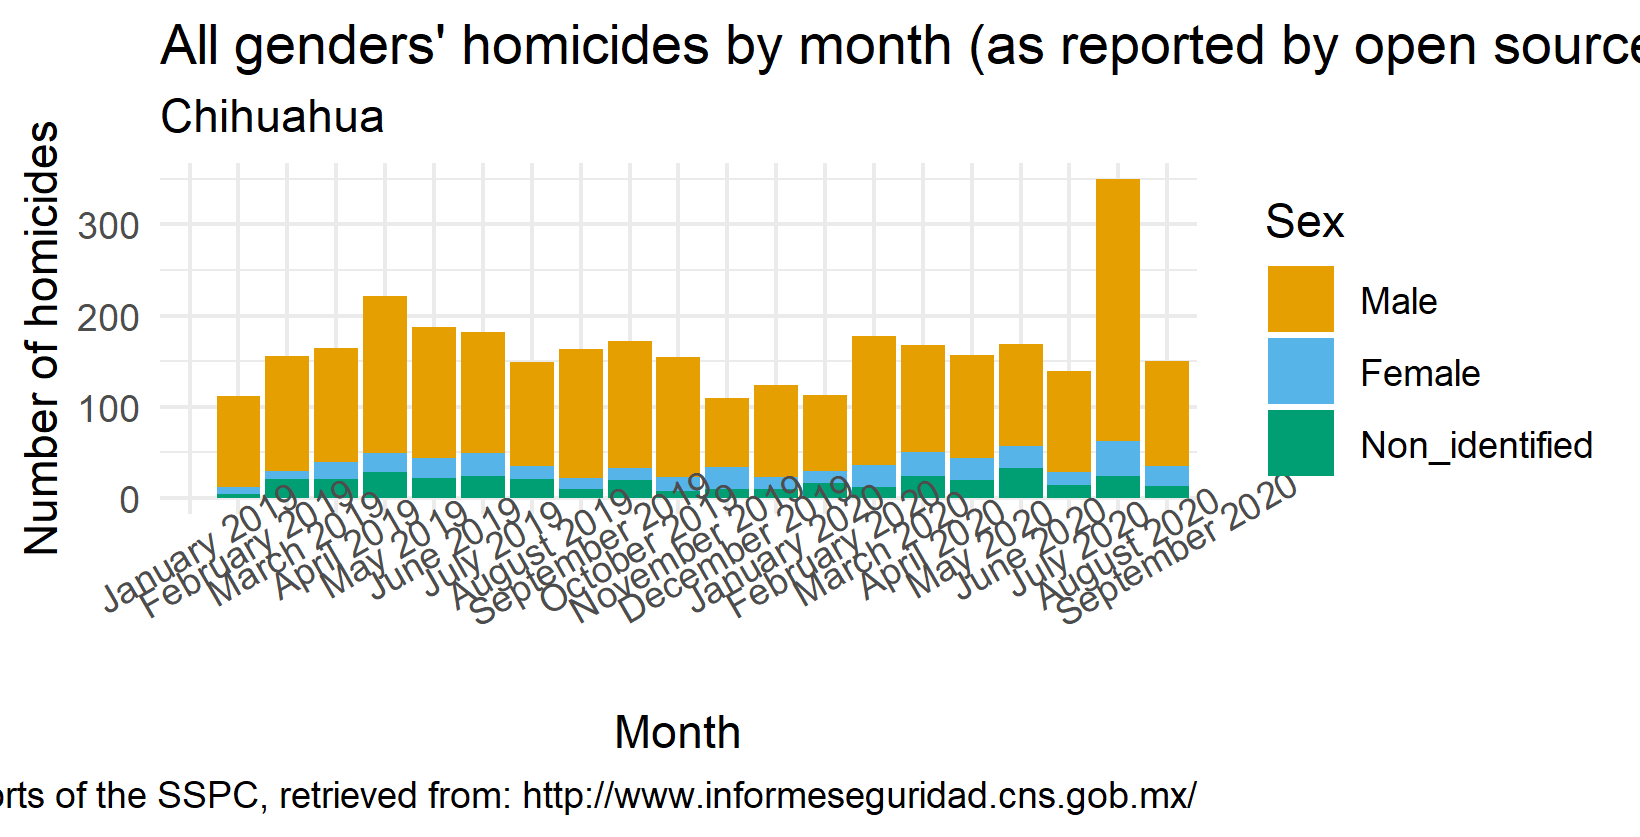 All genders' homicides by month (as reported by open source
Chihuahua
Number of homicides
300
200
100
0
January 2019
February 2019
March 2019
April 2019
May 2019
June 2019
July 2019
August 2019
September 2019
October 2019
November 2019
December 2019
January 2020
February 2020
March 2020
April 2020
May 2020
June 2020
July 2020
August 2020
September 2020
Month
Sex
Male
Female
Non_identified
orts of the SSPC, retrieved from: http://www.informeseguridad.cns.gob.mx/